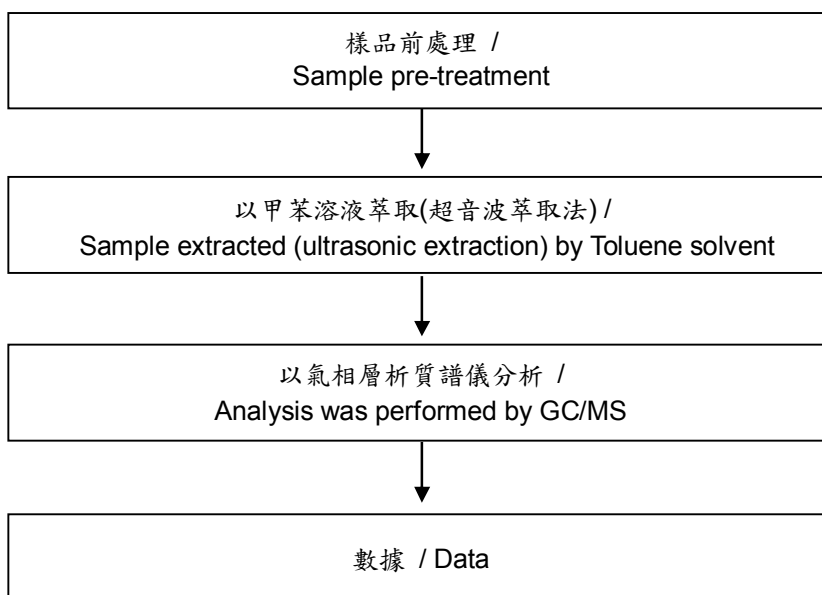 樣品前處理 /
Sample pre-treatment
以甲苯溶液萃取(超音波萃取法) /
Sample extracted (ultrasonic extraction) by Toluene solvent
以氣相層析質譜儀分析 /
Analysis was performed by GC/MS
數據 / Data